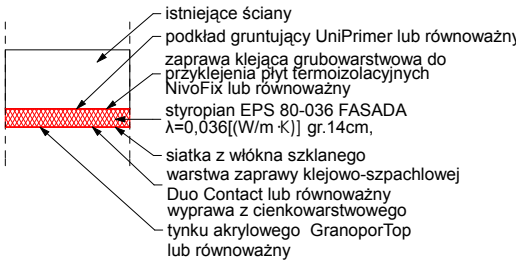 istniejące ściany
podkład gruntujący UniPrimer lub równoważny
zaprawa klejąca grubowarstwowa do
przyklejenia płyt termoizolacyjnych
NivoFix lub równoważny
styropian EPS 80-036 FASADA
λ=0,036[(W/m·K)] gr.14cm,
siatka z włókna szklanego
warstwa zaprawy klejowo-szpachlowej
Duo Contact lub równoważny
wyprawa z cienkowarstwowego
tynku akrylowego GranoporTop
lub równoważny